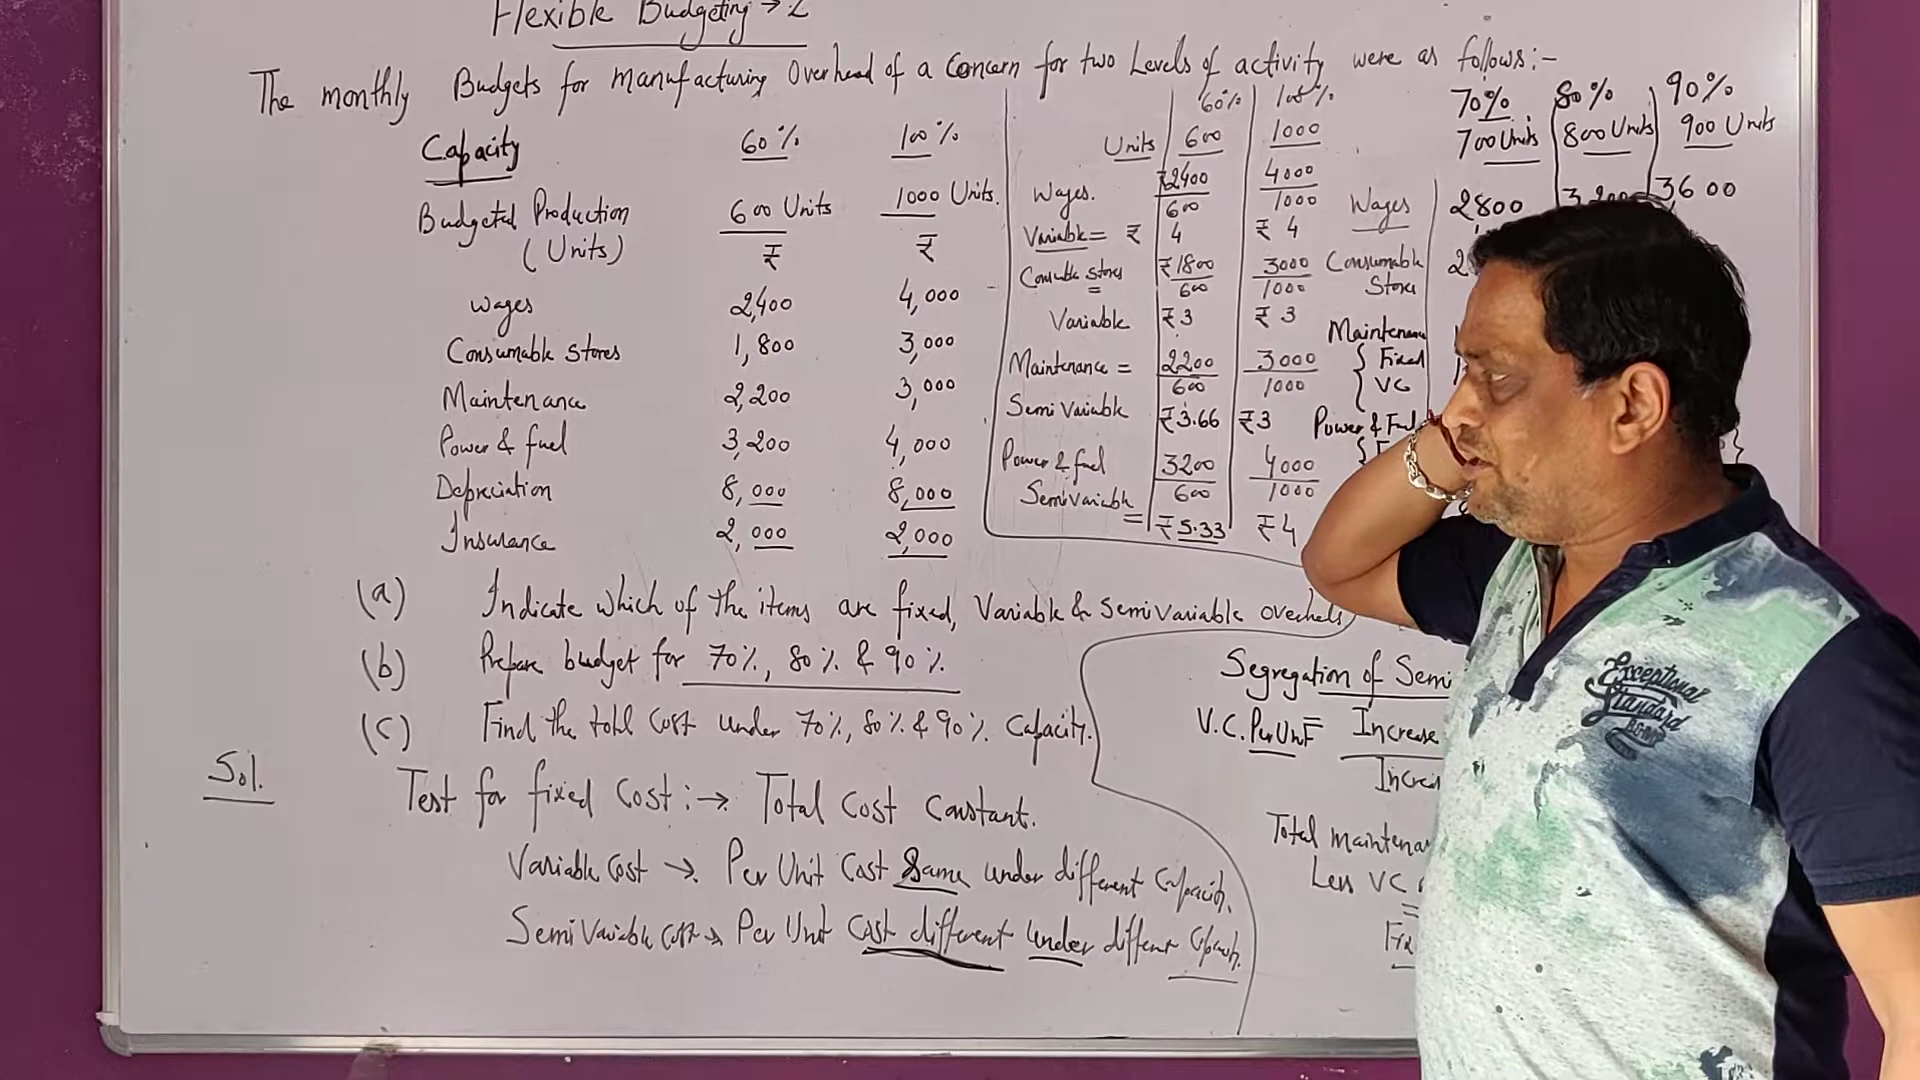 Flexible Budgeting → 2
The monthly Budgets for manufacturing Overhead of a Concern for two Levels of activity were as follows:-
Capacity 60% 100%
Budgeted Production 600 Units 1000 Units.
(Units) ₹ ₹
Wages 2,400 4,000
Consumable stores 1,800 3,000
Maintenance 2,200 3,000
Power & fuel 3,200 4,000
Depreciation 8,000 8,000
Insurance 2,000 2,000
(a) Indicate which of the items are fixed, Variable & Semivariable
(b) Prepare budget for 70%, 80% & 90%.
(c) Find the total cost under 70%, 80% & 90% Capacity.
Sol. Test for fixed Cost :→ Total Cost Constant.
Variable Cost → Per Unit Cost Same under different
Semi Variable Cost → Per Unit Cost different under different
60% 100%
Units 600 1000
Wages. ₹2400 4000
600 1000
Variable = ₹ 4 ₹ 4
stores ₹1800 3000
= 600 1000
Variable ₹3 ₹3
Maintenance = 2200 3000
600 1000
Semi Variable ₹3.66 ₹3
Power & fuel 3200 4000
Semivariable 600 1000
= ₹5.33 ₹4
70% 80% 90%
700 Units 800 Units 900 Units
Wages 2800 3,200 3600
Consumable
Stores
Fixed
VC
Power & Fuel
Segregation of Semi
V.C. Per Unit = Increase
Total
Less VC
=